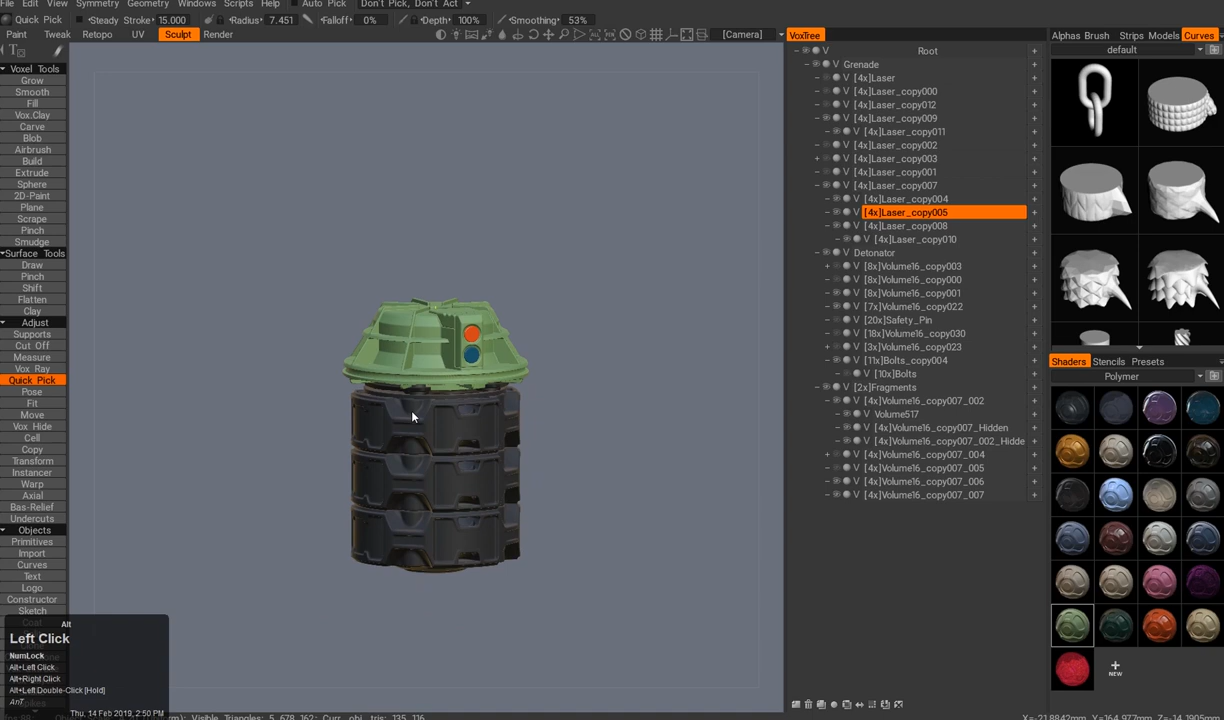 File Edit View Symmetry Geometry Windows Scripts Help Auto Pick Don't Pick, Don't Act
Quick Pick Steady Stroke 15.000 Radius 7.451 Falloff 0% Depth 100% Smoothing 53%
Paint Tweak Retopo UV Sculpt Render [Camera]
VoxTree
Alphas Brush Strips Models Curves
default
Voxel Tools
Grow
Smooth
Fill
Vox.Clay
Carve
Blob
Airbrush
Build
Extrude
Sphere
2D-Paint
Plane
Scrape
Pinch
Smudge
Surface Tools
Draw
Pinch
Shift
Flatten
Clay
Adjust
Supports
Cut Off
Measure
Vox Ray
Quick Pick
Pose
Fit
Move
Vox Hide
Cell
Copy
Transform
Instancer
Warp
Axial
Bas-Relief
Undercuts
Objects
Primitives
Import
Curves
Text
Logo
Constructor
Sketch
Alt
Left Click
NumLock
Alt+Left Click
Alt+Right Click
Alt+Left Double-Click [Hold]
Thu, 14 Feb 2019, 2:50 PM
V Root +
V Grenade +
V [4x]Laser +
V [4x]Laser_copy000 +
V [4x]Laser_copy012 +
V [4x]Laser_copy009 +
V [4x]Laser_copy011 +
V [4x]Laser_copy002 +
V [4x]Laser_copy003 +
V [4x]Laser_copy001 +
V [4x]Laser_copy007 +
V [4x]Laser_copy004 +
V [4x]Laser_copy005 +
V [4x]Laser_copy008 +
V [4x]Laser_copy010 +
V Detonator +
V [8x]Volume16_copy003 +
V [8x]Volume16_copy000 +
V [8x]Volume16_copy001 +
V [7x]Volume16_copy022 +
V [20x]Safety_Pin +
V [18x]Volume16_copy030 +
V [3x]Volume16_copy023 +
V [11x]Bolts_copy004 +
V [10x]Bolts +
V [2x]Fragments +
V [4x]Volume16_copy007_002 +
V Volume517 +
V [4x]Volume16_copy007_Hidden +
V [4x]Volume16_copy007_002_Hidde +
V [4x]Volume16_copy007_004 +
V [4x]Volume16_copy007_005 +
V [4x]Volume16_copy007_006 +
V [4x]Volume16_copy007_007 +
Shaders Stencils Presets
Polymer
NEW